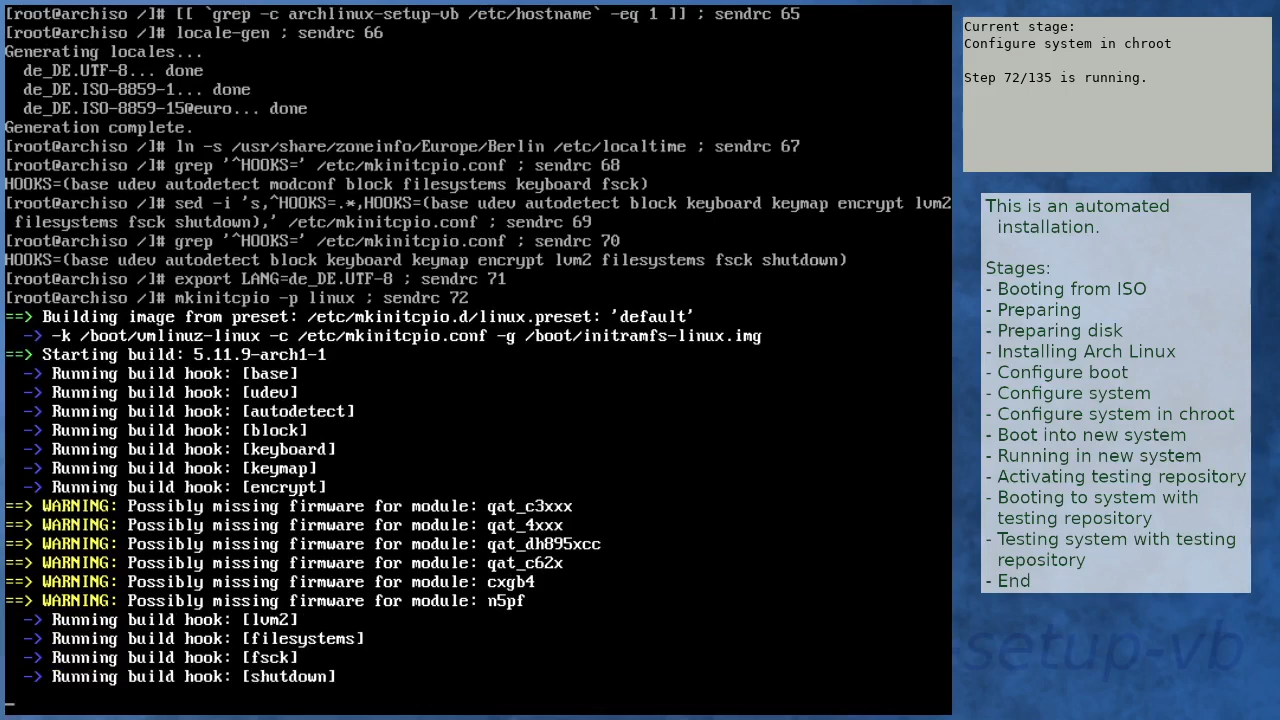 [root@archiso /]# [[ `grep -c archlinux-setup-vb /etc/hostname` -eq 1 ]] ; sendrc 65
[root@archiso /]# locale-gen ; sendrc 66
Generating locales...
  de_DE.UTF-8... done
  de_DE.ISO-8859-1... done
  de_DE.ISO-8859-15@euro... done
Generation complete.
[root@archiso /]# ln -s /usr/share/zoneinfo/Europe/Berlin /etc/localtime ; sendrc 67
[root@archiso /]# grep '^HOOKS=' /etc/mkinitcpio.conf ; sendrc 68
HOOKS=(base udev autodetect modconf block filesystems keyboard fsck)
[root@archiso /]# sed -i 's,^HOOKS=.*,HOOKS=(base udev autodetect block keyboard keymap encrypt lvm2
 filesystems fsck shutdown),' /etc/mkinitcpio.conf ; sendrc 69
[root@archiso /]# grep '^HOOKS=' /etc/mkinitcpio.conf ; sendrc 70
HOOKS=(base udev autodetect block keyboard keymap encrypt lvm2 filesystems fsck shutdown)
[root@archiso /]# export LANG=de_DE.UTF-8 ; sendrc 71
[root@archiso /]# mkinitcpio -p linux ; sendrc 72
==> Building image from preset: /etc/mkinitcpio.d/linux.preset: 'default'
  -> -k /boot/vmlinuz-linux -c /etc/mkinitcpio.conf -g /boot/initramfs-linux.img
==> Starting build: 5.11.9-arch1-1
  -> Running build hook: [base]
  -> Running build hook: [udev]
  -> Running build hook: [autodetect]
  -> Running build hook: [block]
  -> Running build hook: [keyboard]
  -> Running build hook: [keymap]
  -> Running build hook: [encrypt]
==> WARNING: Possibly missing firmware for module: qat_c3xxx
==> WARNING: Possibly missing firmware for module: qat_4xxx
==> WARNING: Possibly missing firmware for module: qat_dh895xcc
==> WARNING: Possibly missing firmware for module: qat_c62x
==> WARNING: Possibly missing firmware for module: cxgb4
==> WARNING: Possibly missing firmware for module: n5pf
  -> Running build hook: [lvm2]
  -> Running build hook: [filesystems]
  -> Running build hook: [fsck]
  -> Running build hook: [shutdown]
Current stage:
Configure system in chroot
Step 72/135 is running.
This is an automated
installation.
Stages:
- Booting from ISO
- Preparing
- Preparing disk
- Installing Arch Linux
- Configure boot
- Configure system
- Configure system in chroot
- Boot into new system
- Running in new system
- Activating testing repository
- Booting to system with
testing repository
- Testing system with testing
repository
- End
-setup-vb